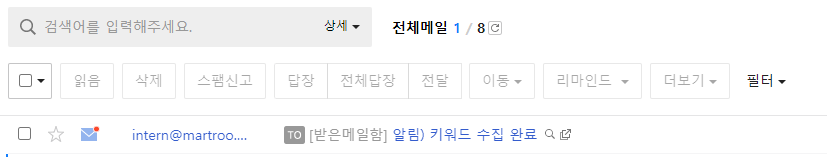 검색어를 입력해주세요. 상세 전체메일 1 / 8
읽음 삭제 스팸신고 답장 전체답장 전달 이동 리마인드 더보기 필터
intern@martroo.... TO [받은메일함] 알림) 키워드 수집 완료